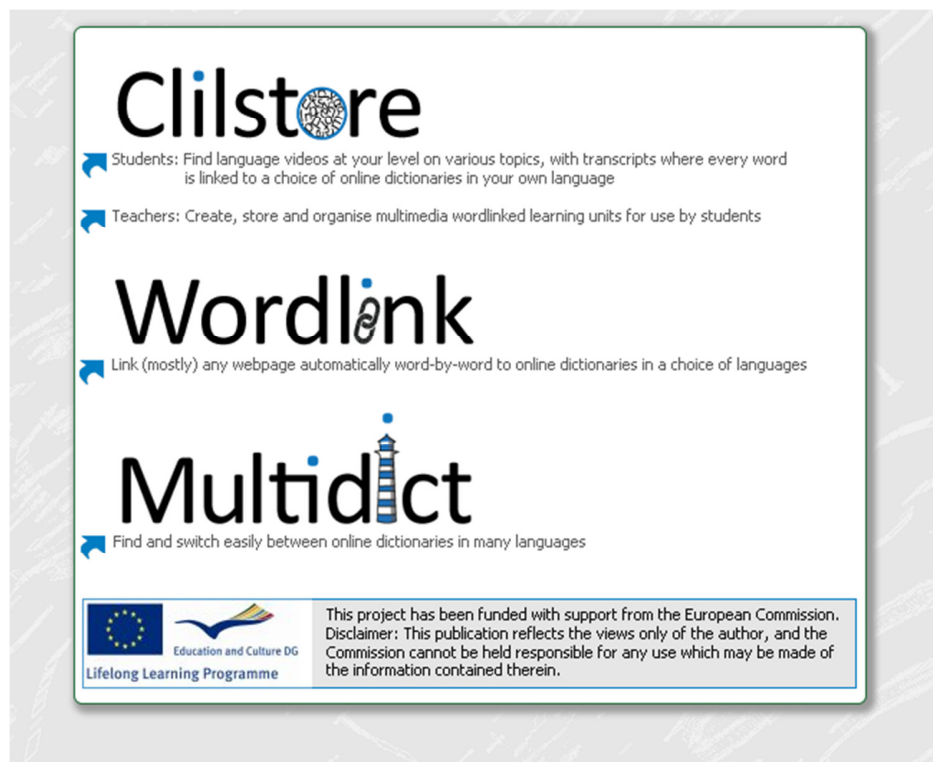 Clilstore
Students: Find language videos at your level on various topics, with transcripts where every word
is linked to a choice of online dictionaries in your own language
Teachers: Create, store and organise multimedia wordlinked learning units for use by students
Wordlink
Link (mostly) any webpage automatically word-by-word to online dictionaries in a choice of languages
Multidict
Find and switch easily between online dictionaries in many languages
Education and Culture DG
Lifelong Learning Programme
This project has been funded with support from the European Commission.
Disclaimer: This publication reflects the views only of the author, and the
Commission cannot be held responsible for any use which may be made of
the information contained therein.